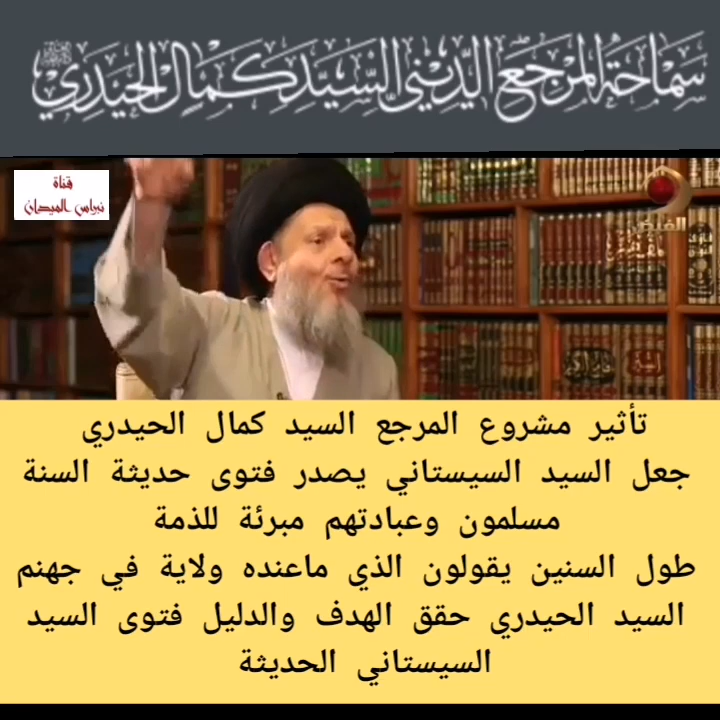 سماحة المرجع الديني السيد كمال الحيدري
قناة
نبراس الميدان
تأثير مشروع المرجع السيد كمال الحيدري
جعل السيد السيستاني يصدر فتوى حديثة السنة
مسلمون وعبادتهم مبرئة للذمة
طول السنين يقولون الذي ماعنده ولاية في جهنم
السيد الحيدري حقق الهدف والدليل فتوى السيد
السيستاني الحديثة